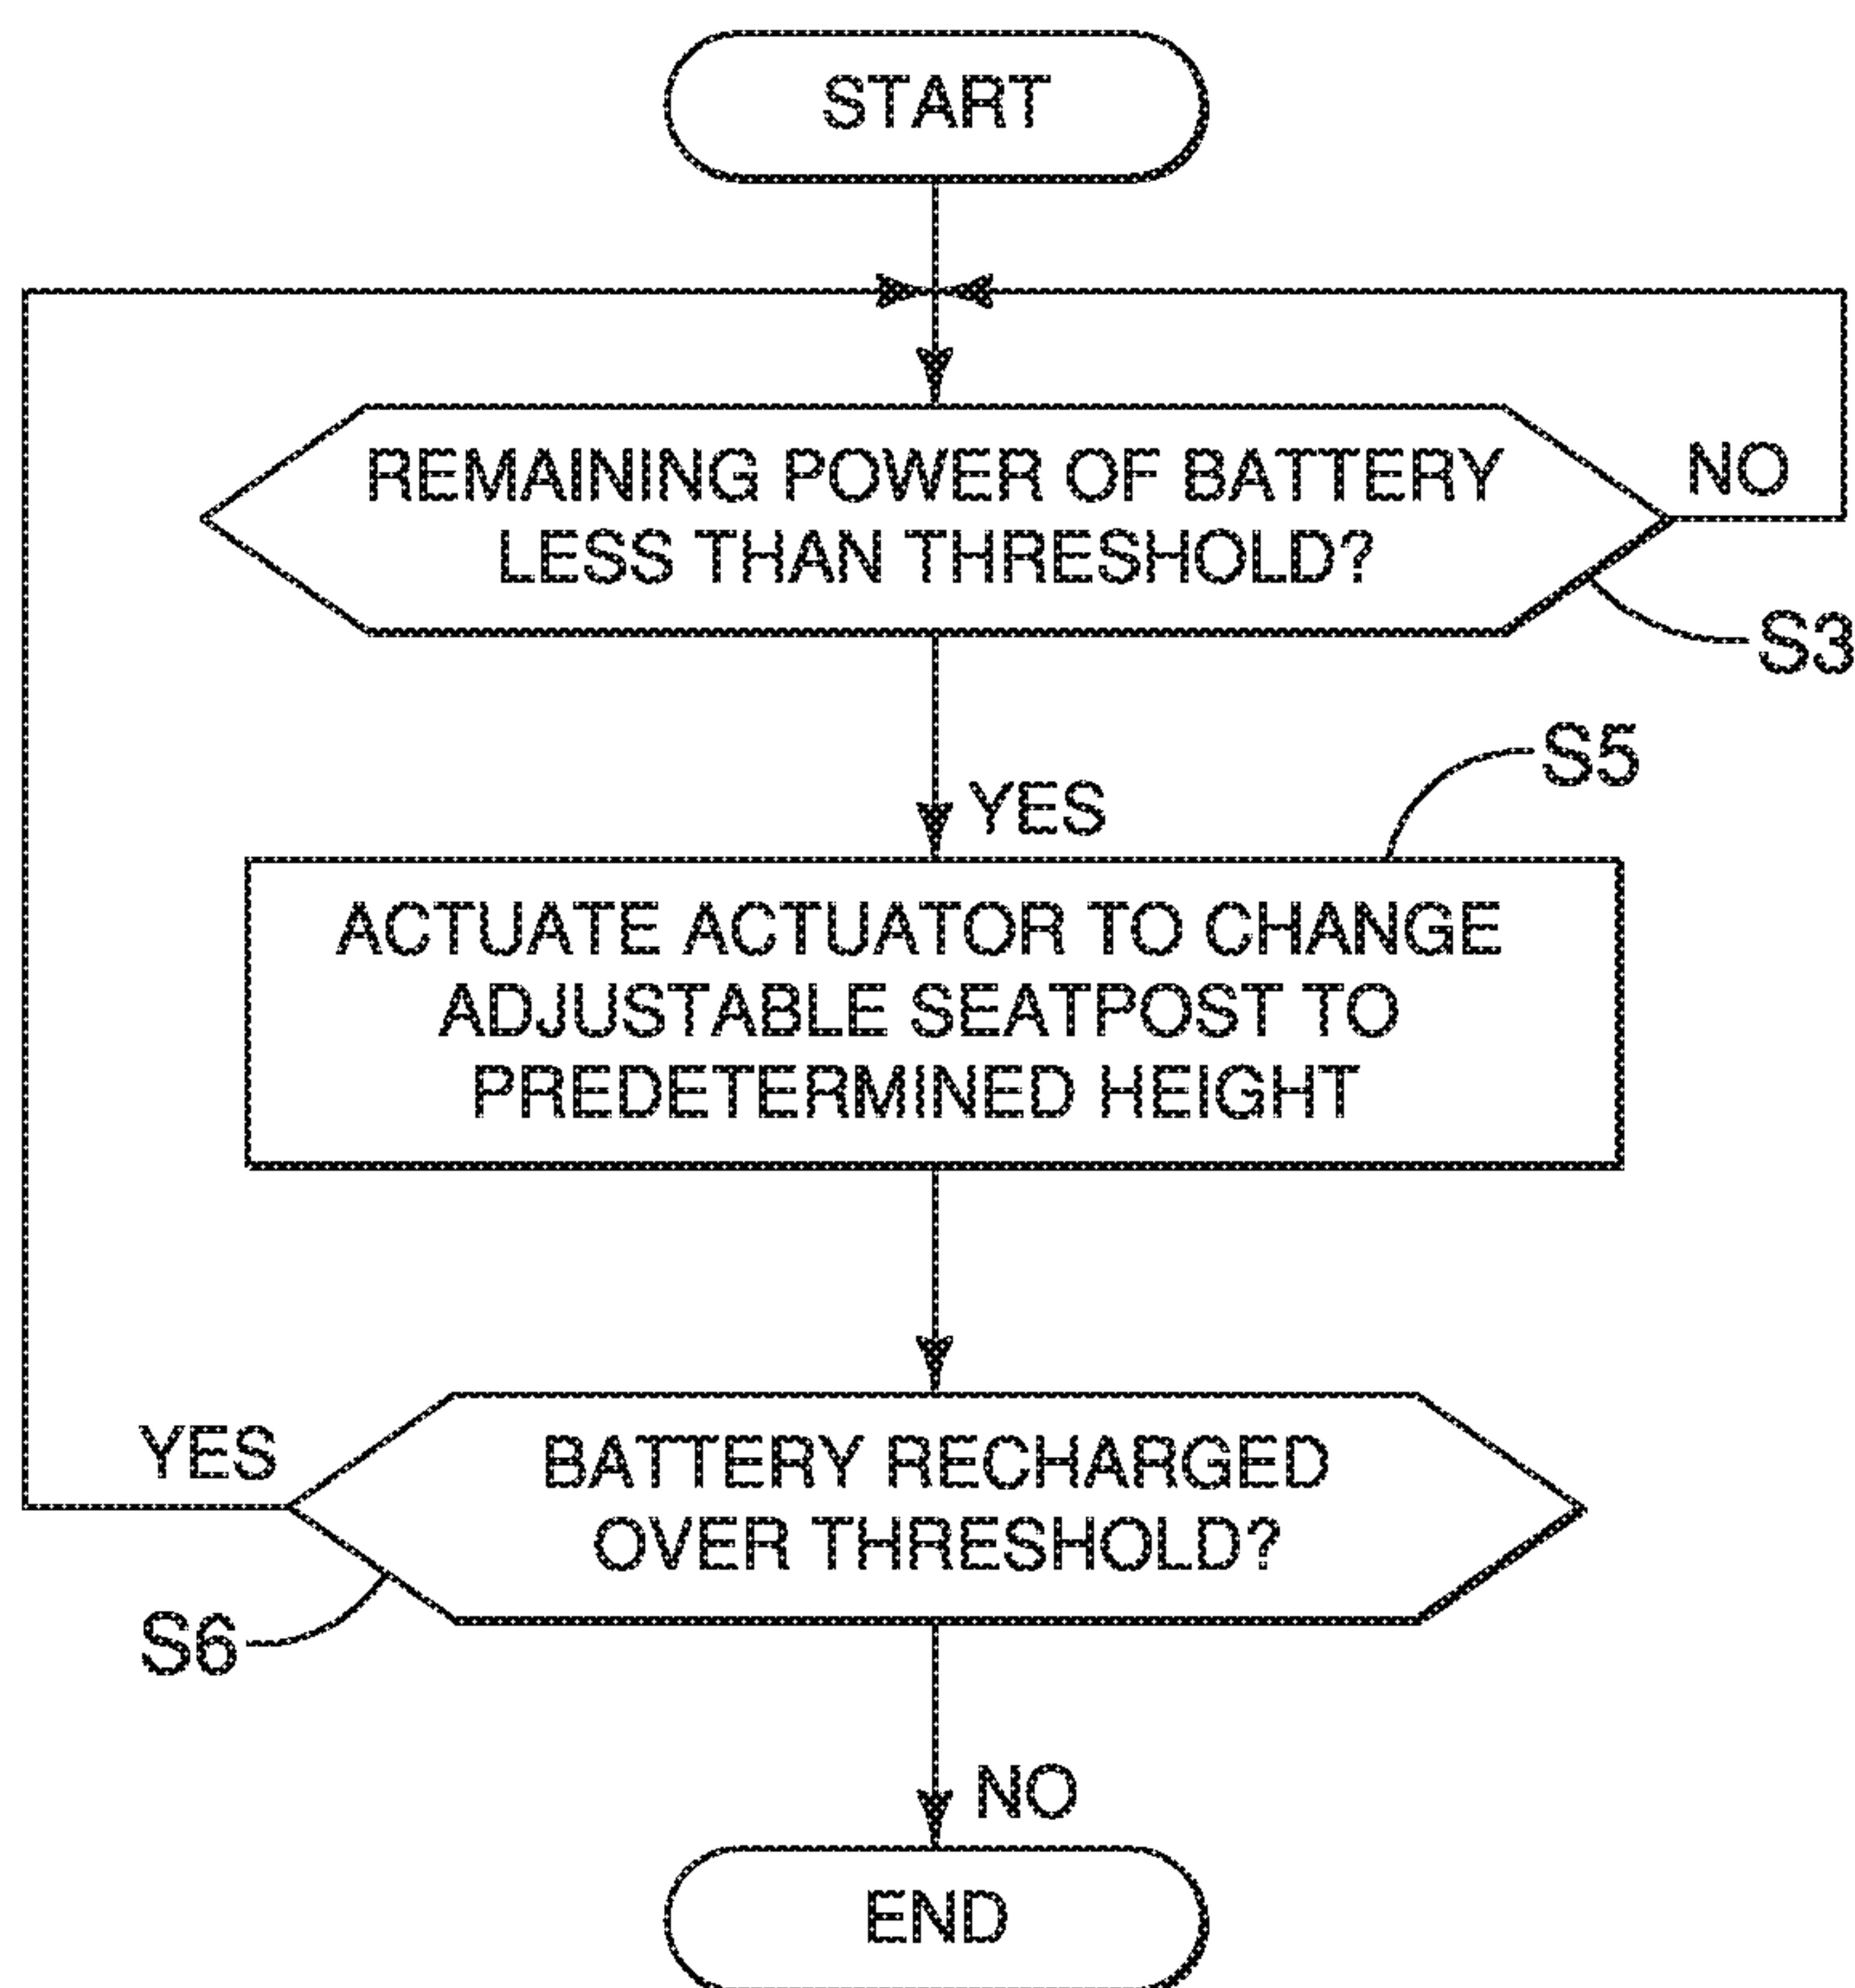 START
REMAINING POWER OF BATTERY
LESS THAN THRESHOLD?
NO
S3
S5
YES
ACTUATE ACTUATOR TO CHANGE
ADJUSTABLE SEATPOST TO
PREDETERMINED HEIGHT
YES
BATTERY RECHARGED
OVER THRESHOLD?
S6
NO
END